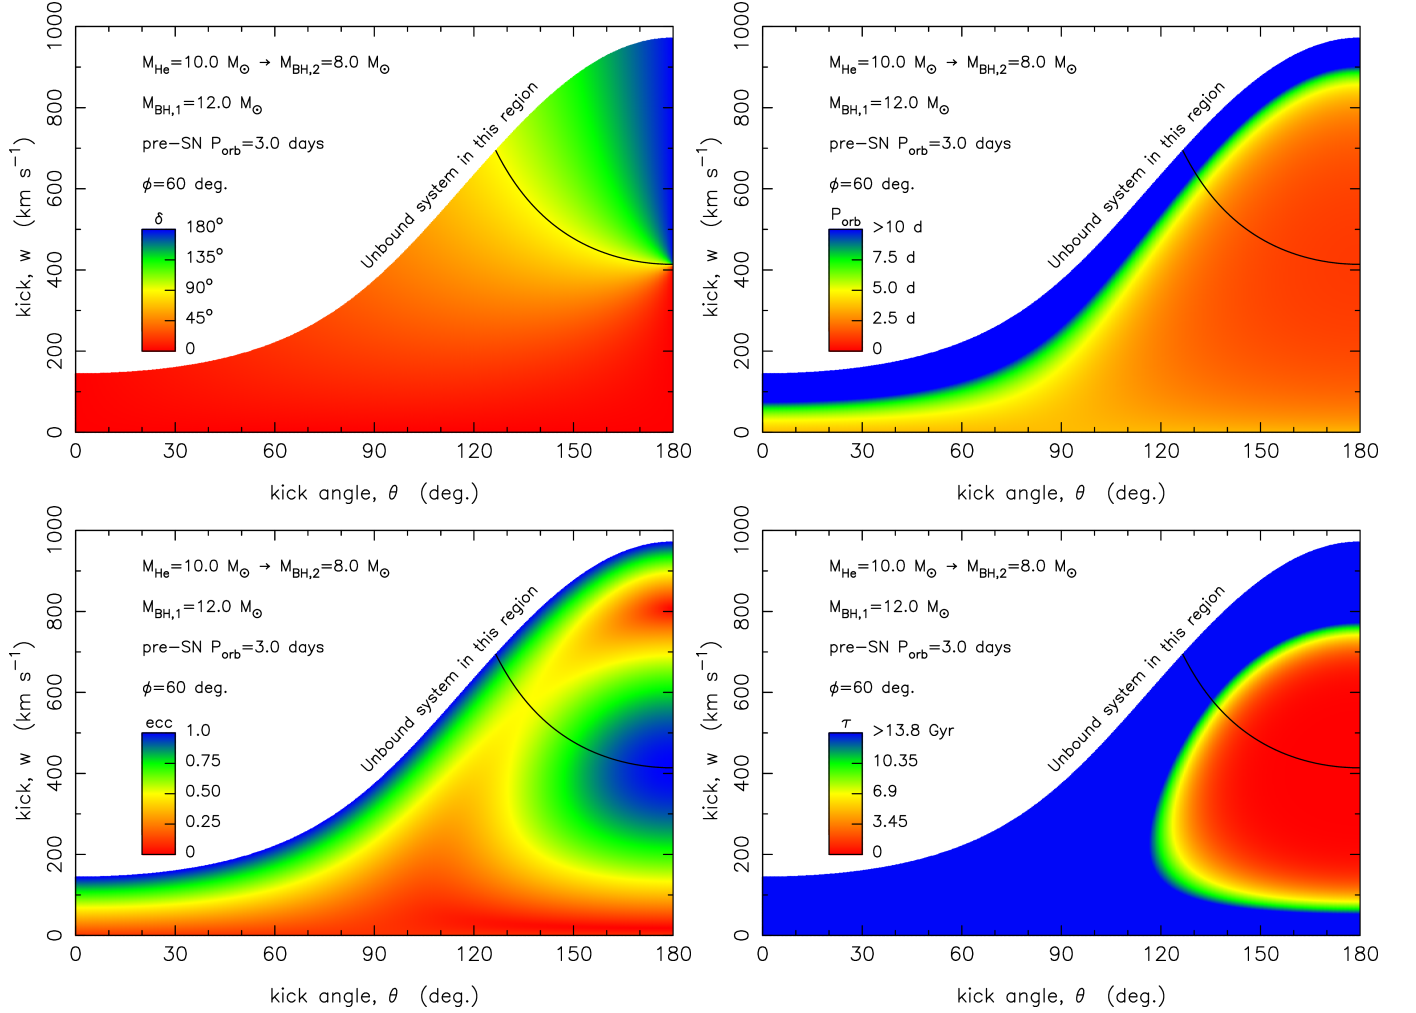 M_He=10.0 M_⊙ → M_BH,2=8.0 M_⊙
M_BH,1=12.0 M_⊙
pre−SN P_orb=3.0 days
ϕ=60 deg.
δ
180°
135°
90°
45°
0
Unbound system in this region
kick, w (km s⁻¹)
1000
800
600
400
200
0
0 30 60 90 120 150 180
kick angle, θ (deg.)
M_He=10.0 M_⊙ → M_BH,2=8.0 M_⊙
M_BH,1=12.0 M_⊙
pre−SN P_orb=3.0 days
ϕ=60 deg.
P_orb
>10 d
7.5 d
5.0 d
2.5 d
0
Unbound system in this region
kick, w (km s⁻¹)
1000
800
600
400
200
0
0 30 60 90 120 150 180
kick angle, θ (deg.)
M_He=10.0 M_⊙ → M_BH,2=8.0 M_⊙
M_BH,1=12.0 M_⊙
pre−SN P_orb=3.0 days
ϕ=60 deg.
ecc
1.0
0.75
0.50
0.25
0
Unbound system in this region
kick, w (km s⁻¹)
1000
800
600
400
200
0
0 30 60 90 120 150 180
kick angle, θ (deg.)
M_He=10.0 M_⊙ → M_BH,2=8.0 M_⊙
M_BH,1=12.0 M_⊙
pre−SN P_orb=3.0 days
ϕ=60 deg.
τ
>13.8 Gyr
10.35
6.9
3.45
0
Unbound system in this region
kick, w (km s⁻¹)
1000
800
600
400
200
0
0 30 60 90 120 150 180
kick angle, θ (deg.)